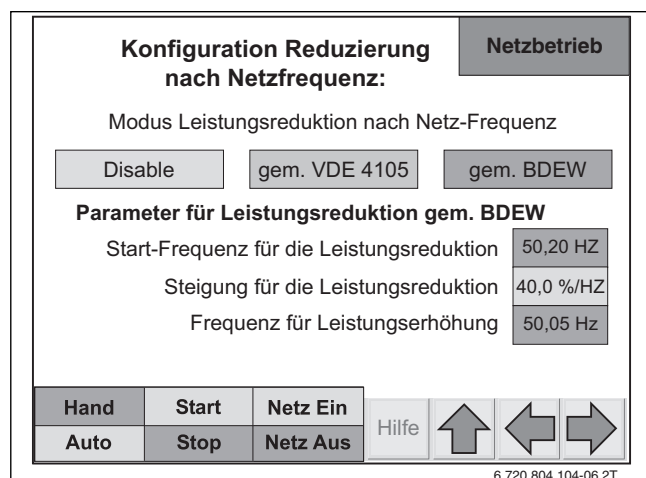 Konfiguration Reduzierung
nach Netzfrequenz:
Netzbetrieb
Modus Leistungsreduktion nach Netz-Frequenz
Disable gem. VDE 4105 gem. BDEW
Parameter für Leistungsreduktion gem. BDEW
Start-Frequenz für die Leistungsreduktion 50,20 HZ
Steigung für die Leistungsreduktion 40,0 %/HZ
Frequenz für Leistungserhöhung 50,05 Hz
Hand Start Netz Ein
Hilfe
Auto Stop Netz Aus
6 720 804 104-06.2T